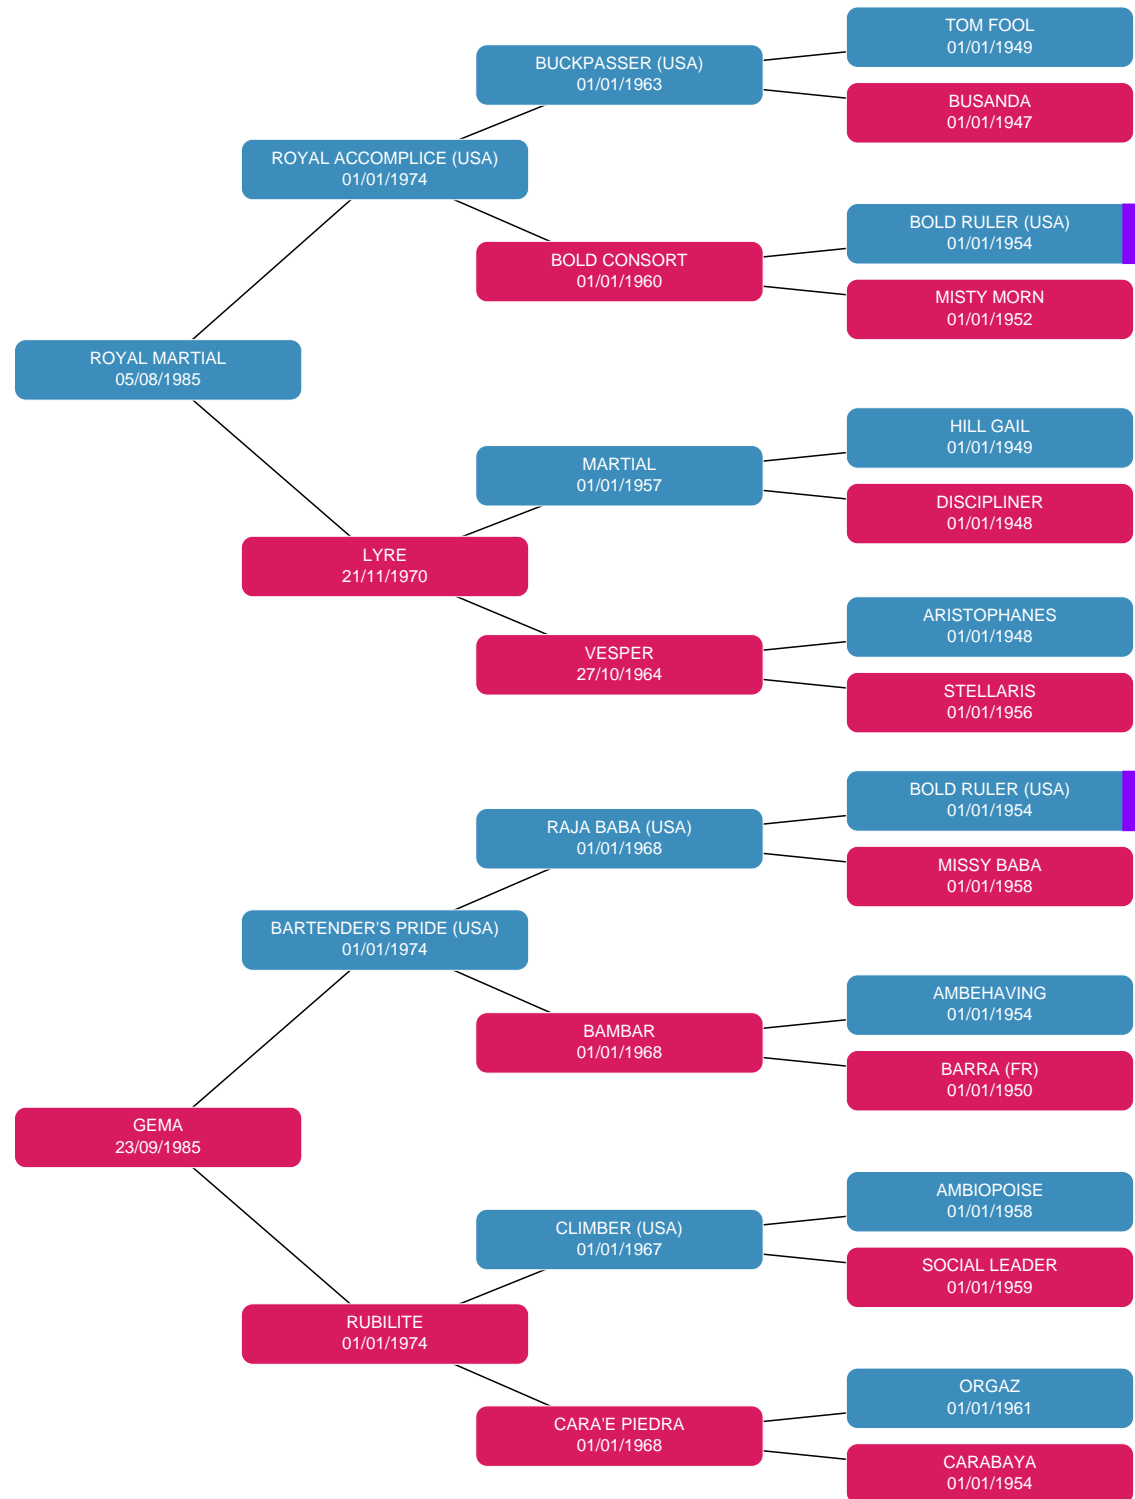 TOM FOOL
01/01/1949
BUCKPASSER (USA)
01/01/1963
BUSANDA
01/01/1947
ROYAL ACCOMPLICE (USA)
01/01/1974
BOLD RULER (USA)
01/01/1954
BOLD CONSORT
01/01/1960
MISTY MORN
01/01/1952
ROYAL MARTIAL
05/08/1985
HILL GAIL
01/01/1949
MARTIAL
01/01/1957
DISCIPLINER
01/01/1948
LYRE
21/11/1970
ARISTOPHANES
01/01/1948
VESPER
27/10/1964
STELLARIS
01/01/1956
BOLD RULER (USA)
01/01/1954
RAJA BABA (USA)
01/01/1968
MISSY BABA
01/01/1958
BARTENDER'S PRIDE (USA)
01/01/1974
AMBEHAVING
01/01/1954
BAMBAR
01/01/1968
BARRA (FR)
01/01/1950
GEMA
23/09/1985
AMBIOPOISE
01/01/1958
CLIMBER (USA)
01/01/1967
SOCIAL LEADER
01/01/1959
RUBILITE
01/01/1974
ORGAZ
01/01/1961
CARA'E PIEDRA
01/01/1968
CARABAYA
01/01/1954